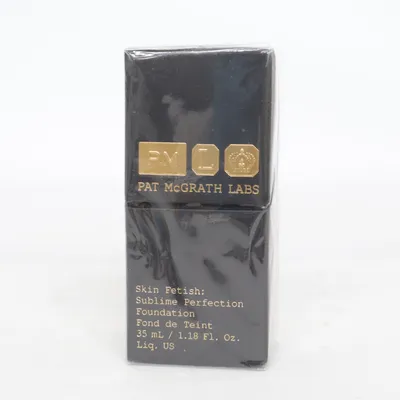 PM L
PAT McGRATH LABS
Skin Fetish:
Sublime Perfection
Foundation
Fond de Teint
35 mL / 1.18 Fl. Oz.
Liq. US